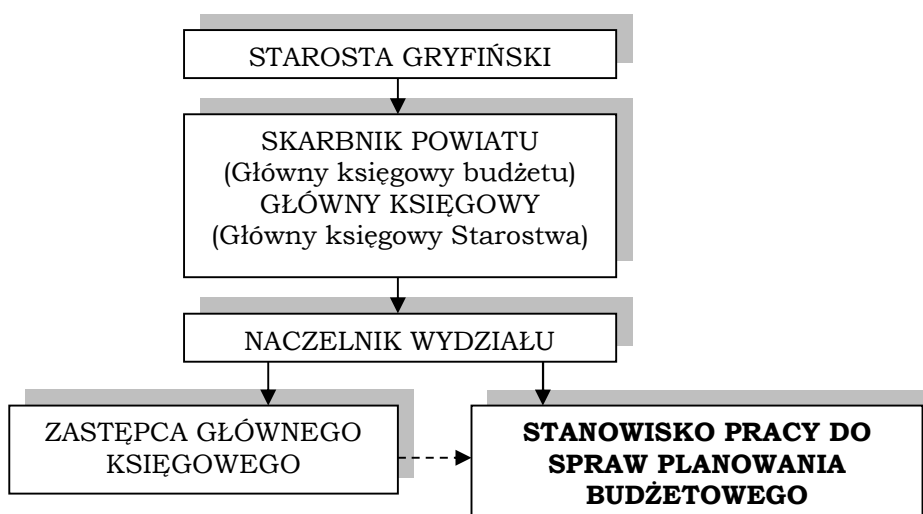 STAROSTA GRYFIŃSKI
SKARBNIK POWIATU
(Główny księgowy budżetu)
GŁÓWNY KSIĘGOWY
(Główny księgowy Starostwa)
NACZELNIK WYDZIAŁU
ZASTĘPCA GŁÓWNEGO
KSIĘGOWEGO
STANOWISKO PRACY DO
SPRAW PLANOWANIA
BUDŻETOWEGO